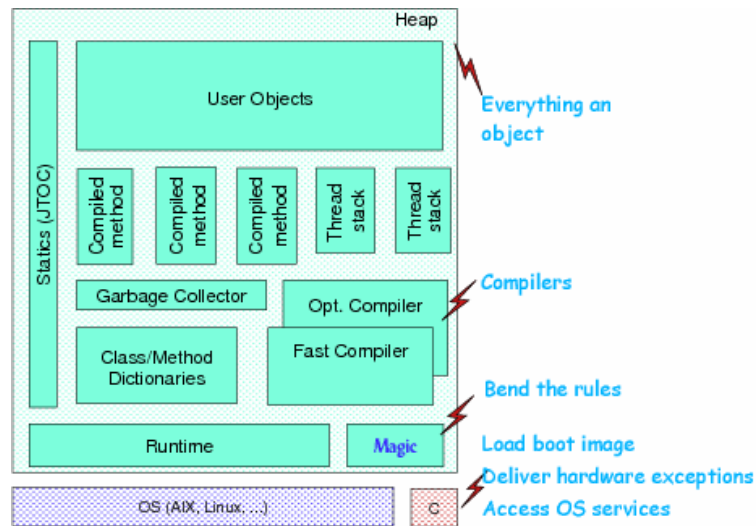 Heap
User Objects
Everything an
object
Statics (JTOC)
Compiled
method
Compiled
method
Compiled
method
Thread
stack
Thread
stack
Garbage Collector
Opt. Compiler
Compilers
Class/Method
Dictionaries
Fast Compiler
Bend the rules
Runtime
Magic
Load boot image
Deliver hardware exceptions
OS (AIX, Linux, ...)
C
Access OS services